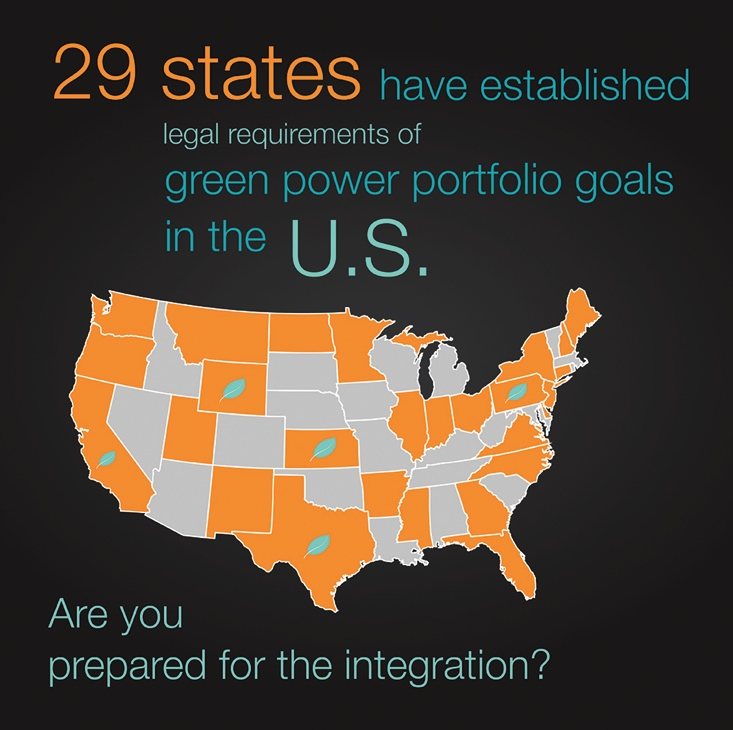 29 states have established
legal requirements of
green power portfolio goals
in the U.S.
Are you
prepared for the integration?